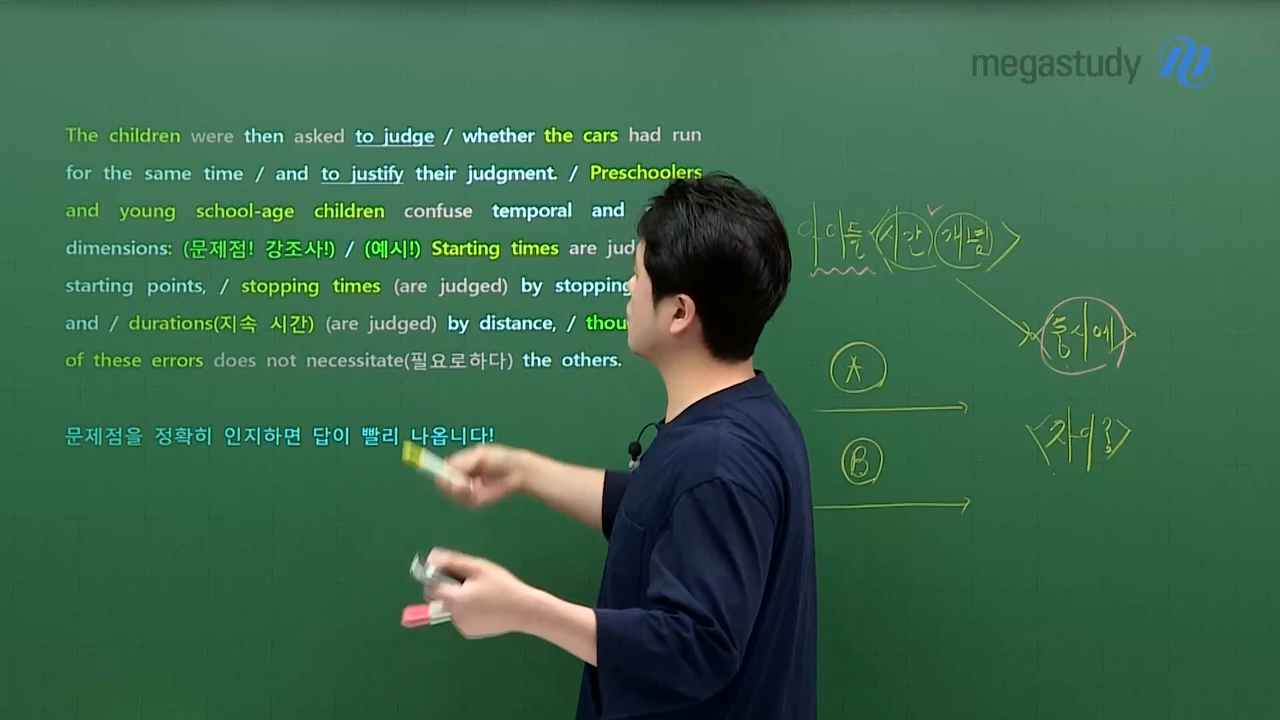 megastudy
The children were then asked to judge / whether the cars had run
for the same time / and to justify their judgment. / Preschoolers
and young school-age children confuse temporal and
dimensions: (문제점! 강조사!) / (예시!) Starting times are
starting points, / stopping times (are judged) by stopping
and / durations(지속 시간) (are judged) by distance, /
of these errors does not necessitate(필요로하다) the others.
문제점을 정확히 인지하면 답이 빨리 나옵니다!
아이들 <시간 개념>
A
<동시에>
B
<차이점>